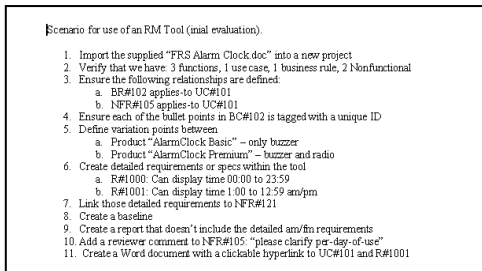 Scenario for use of an RM Tool (inial evaluation).
1. Import the supplied "FRS Alarm Clock.doc" into a new project
2. Verify that we have: 3 functions, 1 use case, 1 business rule, 2 Nonfunctional
3. Ensure the following relationships are defined:
a. BR#102 applies-to UC#101
b. NFR#105 applies-to UC#101
4. Ensure each of the bullet points in BC#102 is tagged with a unique ID
5. Define variation points between
a. Product "AlarmClock Basic" – only buzzer
b. Product "AlarmClock Premium" – buzzer and radio
6. Create detailed requirements or specs within the tool
a. R#1000: Can display time 00:00 to 23:59
b. R#1001: Can display time 1:00 to 12:59 am/pm
7. Link those detailed requirements to NFR#121
8. Create a baseline
9. Create a report that doesn't include the detailed am/fm requirements
10. Add a reviewer comment to NFR#105: "please clarify per-day-of-use"
11. Create a Word document with a clickable hyperlink to UC#101 and R#1001